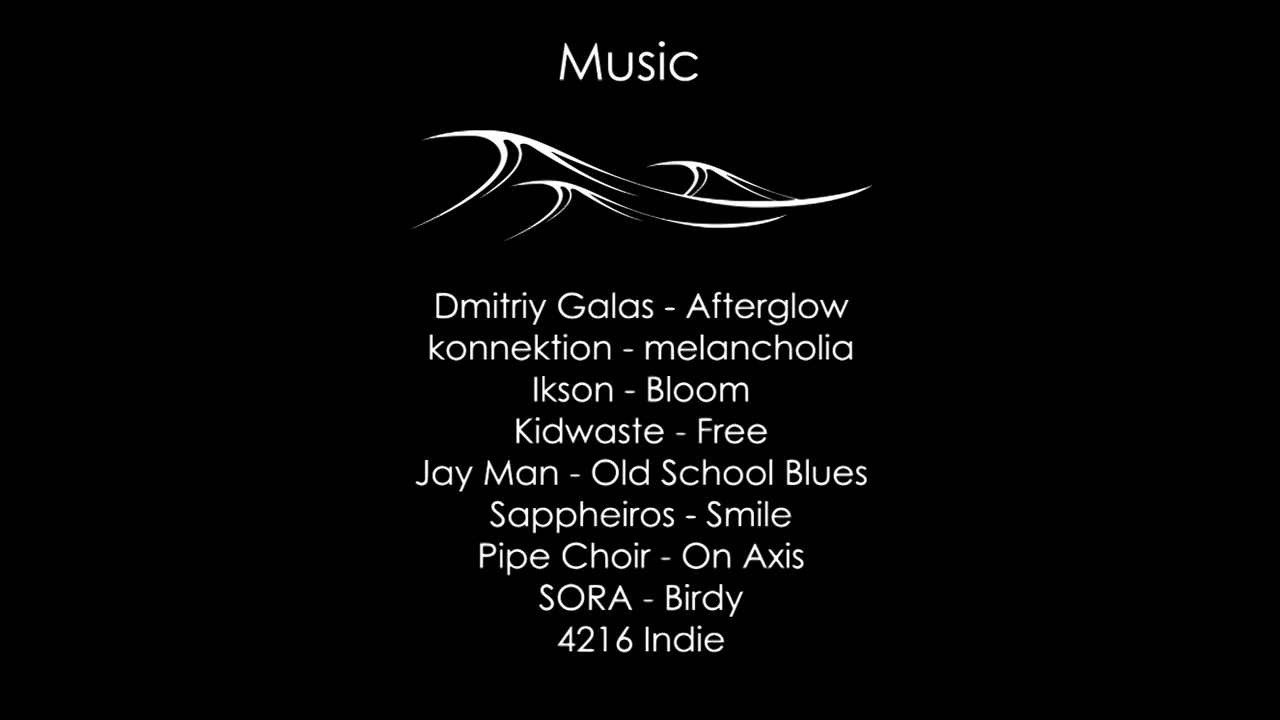 Music
Dmitriy Galas - Afterglow
konnektion - melancholia
Ikson - Bloom
Kidwaste - Free
Jay Man - Old School Blues
Sappheiros - Smile
Pipe Choir - On Axis
SORA - Birdy
4216 Indie